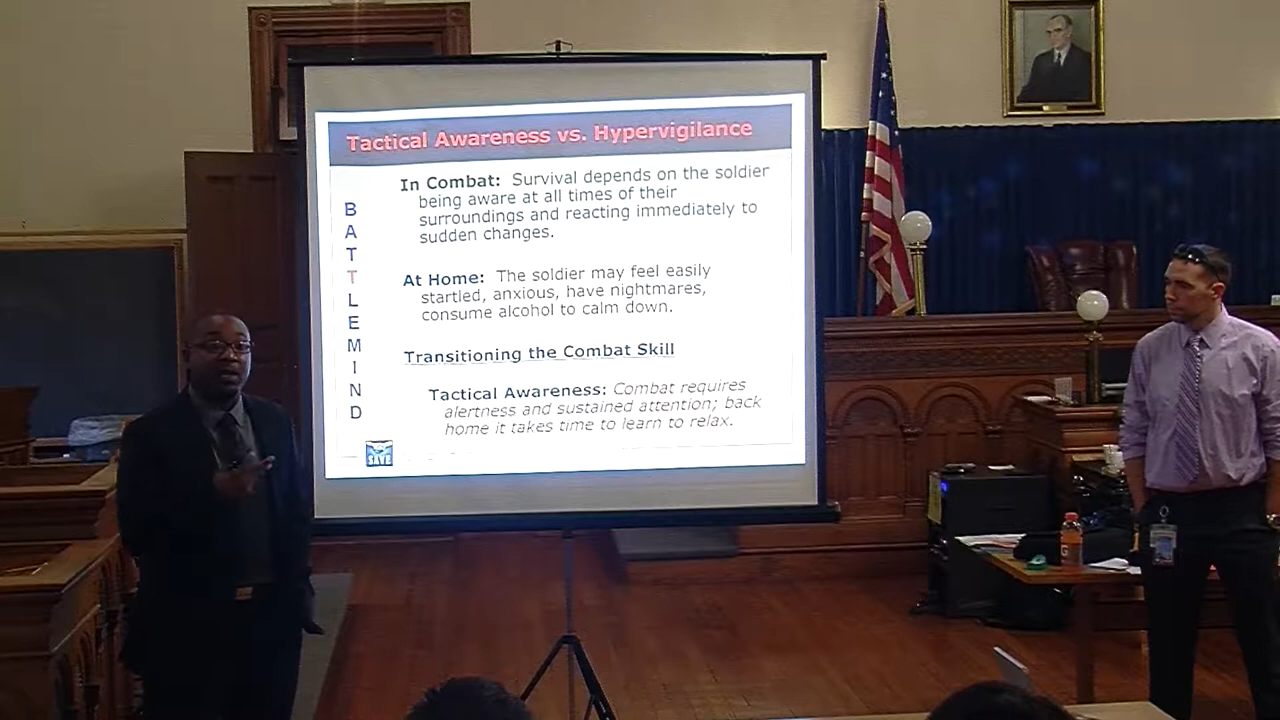 Tactical Awareness vs. Hypervigilance
BATTLEMIND
In Combat: Survival depends on the soldier
being aware at all times of their
surroundings and reacting immediately to
sudden changes.
At Home: The soldier may feel easily
startled, anxious, have nightmares,
consume alcohol to calm down.
Transitioning the Combat Skill
Tactical Awareness: Combat requires
alertness and sustained attention; back
home it takes time to learn to relax.
SAVE